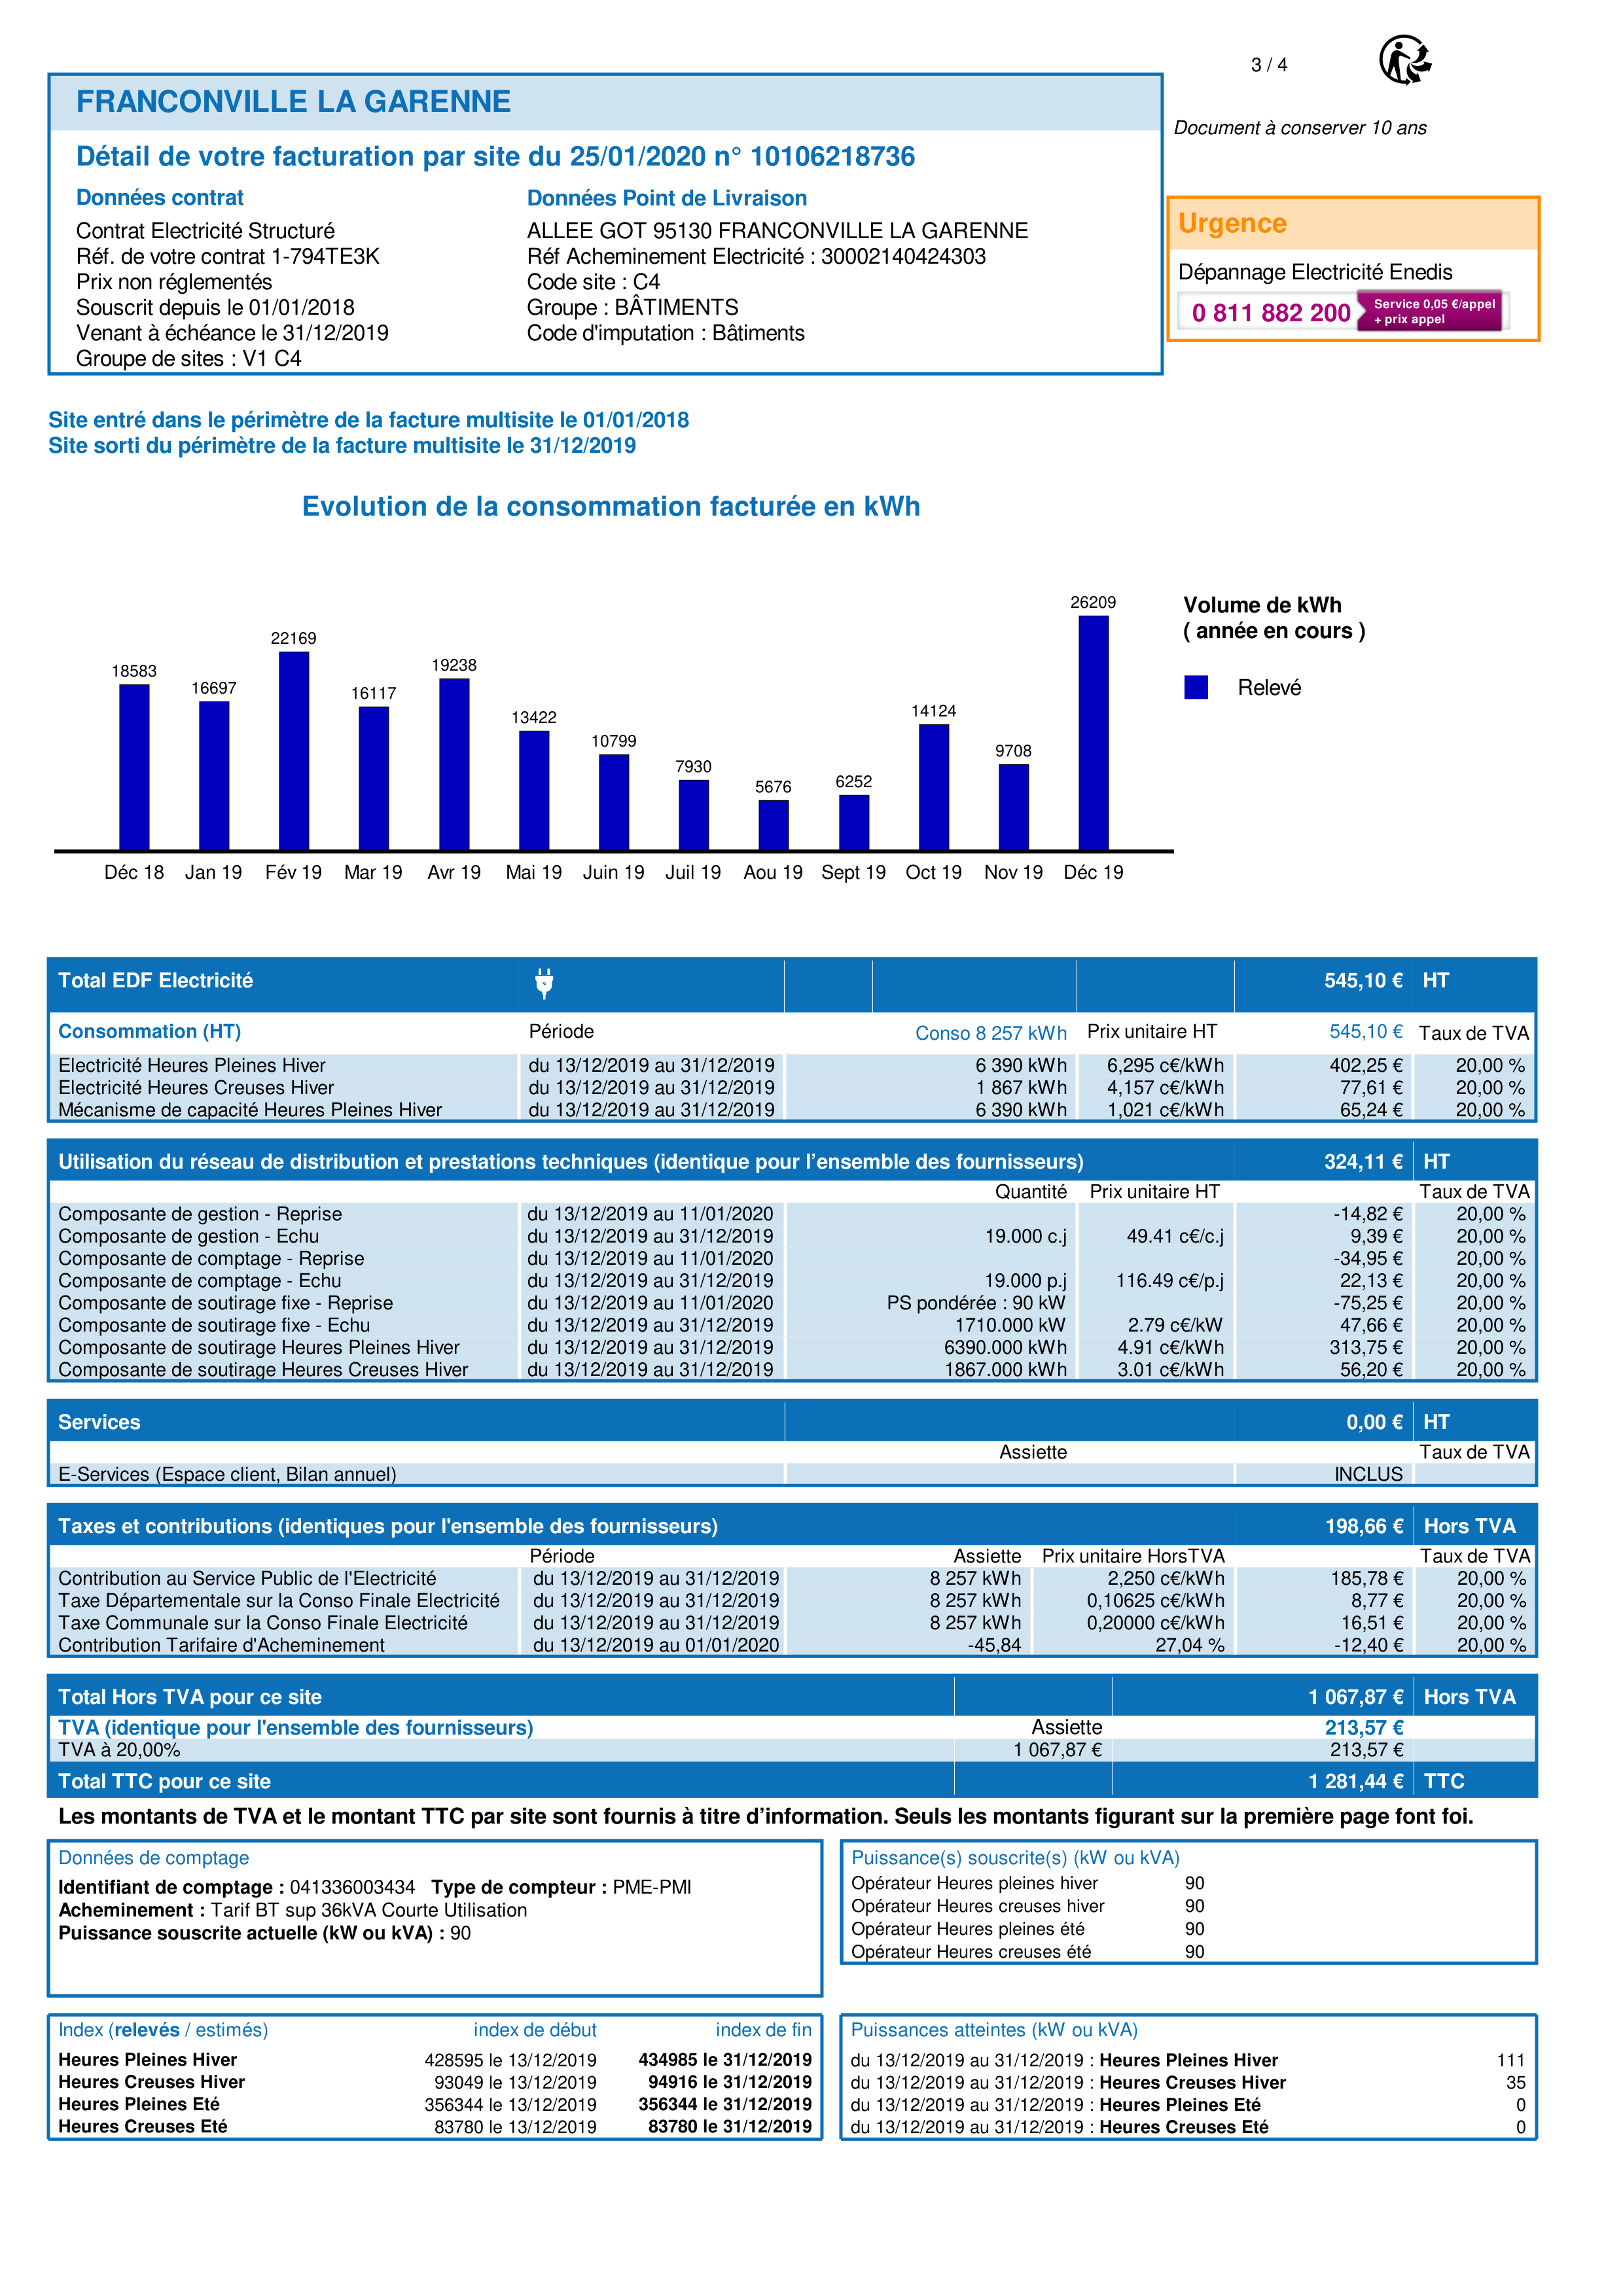 3 / 4
FRANCONVILLE LA GARENNE
Document à conserver 10 ans
Détail de votre facturation par site du 25/01/2020 n° 10106218736
Données contrat
Contrat Electricité Structuré
Réf. de votre contrat 1-794TE3K
Prix non réglementés
Souscrit depuis le 01/01/2018
Venant à échéance le 31/12/2019
Groupe de sites : V1 C4
Données Point de Livraison
ALLEE GOT 95130 FRANCONVILLE LA GARENNE
Réf Acheminement Electricité : 30002140424303
Code site : C4
Groupe : BÂTIMENTS
Code d'imputation : Bâtiments
Urgence
Dépannage Electricité Enedis
0 811 882 200 Service 0,05 €/appel
+ prix appel
Site entré dans le périmètre de la facture multisite le 01/01/2018
Site sorti du périmètre de la facture multisite le 31/12/2019
Evolution de la consommation facturée en kWh
18583 16697 22169 16117 19238 13422 10799 7930 5676 6252 14124 9708 26209
Déc 18 Jan 19 Fév 19 Mar 19 Avr 19 Mai 19 Juin 19 Juil 19 Aou 19 Sept 19 Oct 19 Nov 19 Déc 19
Volume de kWh
( année en cours )
Relevé
Total EDF Electricité 545,10 € HT
Consommation (HT) Période Conso 8 257 kWh Prix unitaire HT 545,10 € Taux de TVA
Electricité Heures Pleines Hiver du 13/12/2019 au 31/12/2019 6 390 kWh 6,295 c€/kWh 402,25 € 20,00 %
Electricité Heures Creuses Hiver du 13/12/2019 au 31/12/2019 1 867 kWh 4,157 c€/kWh 77,61 € 20,00 %
Mécanisme de capacité Heures Pleines Hiver du 13/12/2019 au 31/12/2019 6 390 kWh 1,021 c€/kWh 65,24 € 20,00 %
Utilisation du réseau de distribution et prestations techniques (identique pour l'ensemble des fournisseurs) 324,11 € HT
Quantité Prix unitaire HT Taux de TVA
Composante de gestion - Reprise du 13/12/2019 au 11/01/2020 -14,82 € 20,00 %
Composante de gestion - Echu du 13/12/2019 au 31/12/2019 19.000 c.j 49.41 c€/c.j 9,39 € 20,00 %
Composante de comptage - Reprise du 13/12/2019 au 11/01/2020 -34,95 € 20,00 %
Composante de comptage - Echu du 13/12/2019 au 31/12/2019 19.000 p.j 116.49 c€/p.j 22,13 € 20,00 %
Composante de soutirage fixe - Reprise du 13/12/2019 au 11/01/2020 PS pondérée : 90 kW -75,25 € 20,00 %
Composante de soutirage fixe - Echu du 13/12/2019 au 31/12/2019 1710.000 kW 2.79 c€/kW 47,66 € 20,00 %
Composante de soutirage Heures Pleines Hiver du 13/12/2019 au 31/12/2019 6390.000 kWh 4.91 c€/kWh 313,75 € 20,00 %
Composante de soutirage Heures Creuses Hiver du 13/12/2019 au 31/12/2019 1867.000 kWh 3.01 c€/kWh 56,20 € 20,00 %
Services 0,00 € HT
Assiette Taux de TVA
E-Services (Espace client, Bilan annuel) INCLUS
Taxes et contributions (identiques pour l'ensemble des fournisseurs) 198,66 € Hors TVA
Période Assiette Prix unitaire HorsTVA Taux de TVA
Contribution au Service Public de l'Electricité du 13/12/2019 au 31/12/2019 8 257 kWh 2,250 c€/kWh 185,78 € 20,00 %
Taxe Départementale sur la Conso Finale Electricité du 13/12/2019 au 31/12/2019 8 257 kWh 0,10625 c€/kWh 8,77 € 20,00 %
Taxe Communale sur la Conso Finale Electricité du 13/12/2019 au 31/12/2019 8 257 kWh 0,20000 c€/kWh 16,51 € 20,00 %
Contribution Tarifaire d'Acheminement du 13/12/2019 au 01/01/2020 -45,84 27,04 % -12,40 € 20,00 %
Total Hors TVA pour ce site 1 067,87 € Hors TVA
TVA (identique pour l'ensemble des fournisseurs) Assiette 213,57 €
TVA à 20,00% 1 067,87 € 213,57 €
Total TTC pour ce site 1 281,44 € TTC
Les montants de TVA et le montant TTC par site sont fournis à titre d'information. Seuls les montants figurant sur la première page font foi.
Données de comptage
Identifiant de comptage : 041336003434 Type de compteur : PME-PMI
Acheminement : Tarif BT sup 36kVA Courte Utilisation
Puissance souscrite actuelle (kW ou kVA) : 90
Puissance(s) souscrite(s) (kW ou kVA)
Opérateur Heures pleines hiver 90
Opérateur Heures creuses hiver 90
Opérateur Heures pleines été 90
Opérateur Heures creuses été 90
Index (relevés / estimés) index de début index de fin
Heures Pleines Hiver 428595 le 13/12/2019 434985 le 31/12/2019
Heures Creuses Hiver 93049 le 13/12/2019 94916 le 31/12/2019
Heures Pleines Eté 356344 le 13/12/2019 356344 le 31/12/2019
Heures Creuses Eté 83780 le 13/12/2019 83780 le 31/12/2019
Puissances atteintes (kW ou kVA)
du 13/12/2019 au 31/12/2019 : Heures Pleines Hiver 111
du 13/12/2019 au 31/12/2019 : Heures Creuses Hiver 35
du 13/12/2019 au 31/12/2019 : Heures Pleines Eté 0
du 13/12/2019 au 31/12/2019 : Heures Creuses Eté 0